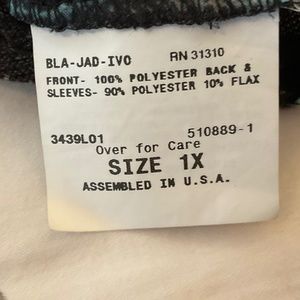 BLA-JAD-IVO RN 31310
FRONT- 100% POLYESTER BACK &
SLEEVES- 90% POLYESTER 10% FLAX
3439L01 510889-1
Over for Care
SIZE 1X
ASSEMBLED IN U.S.A.